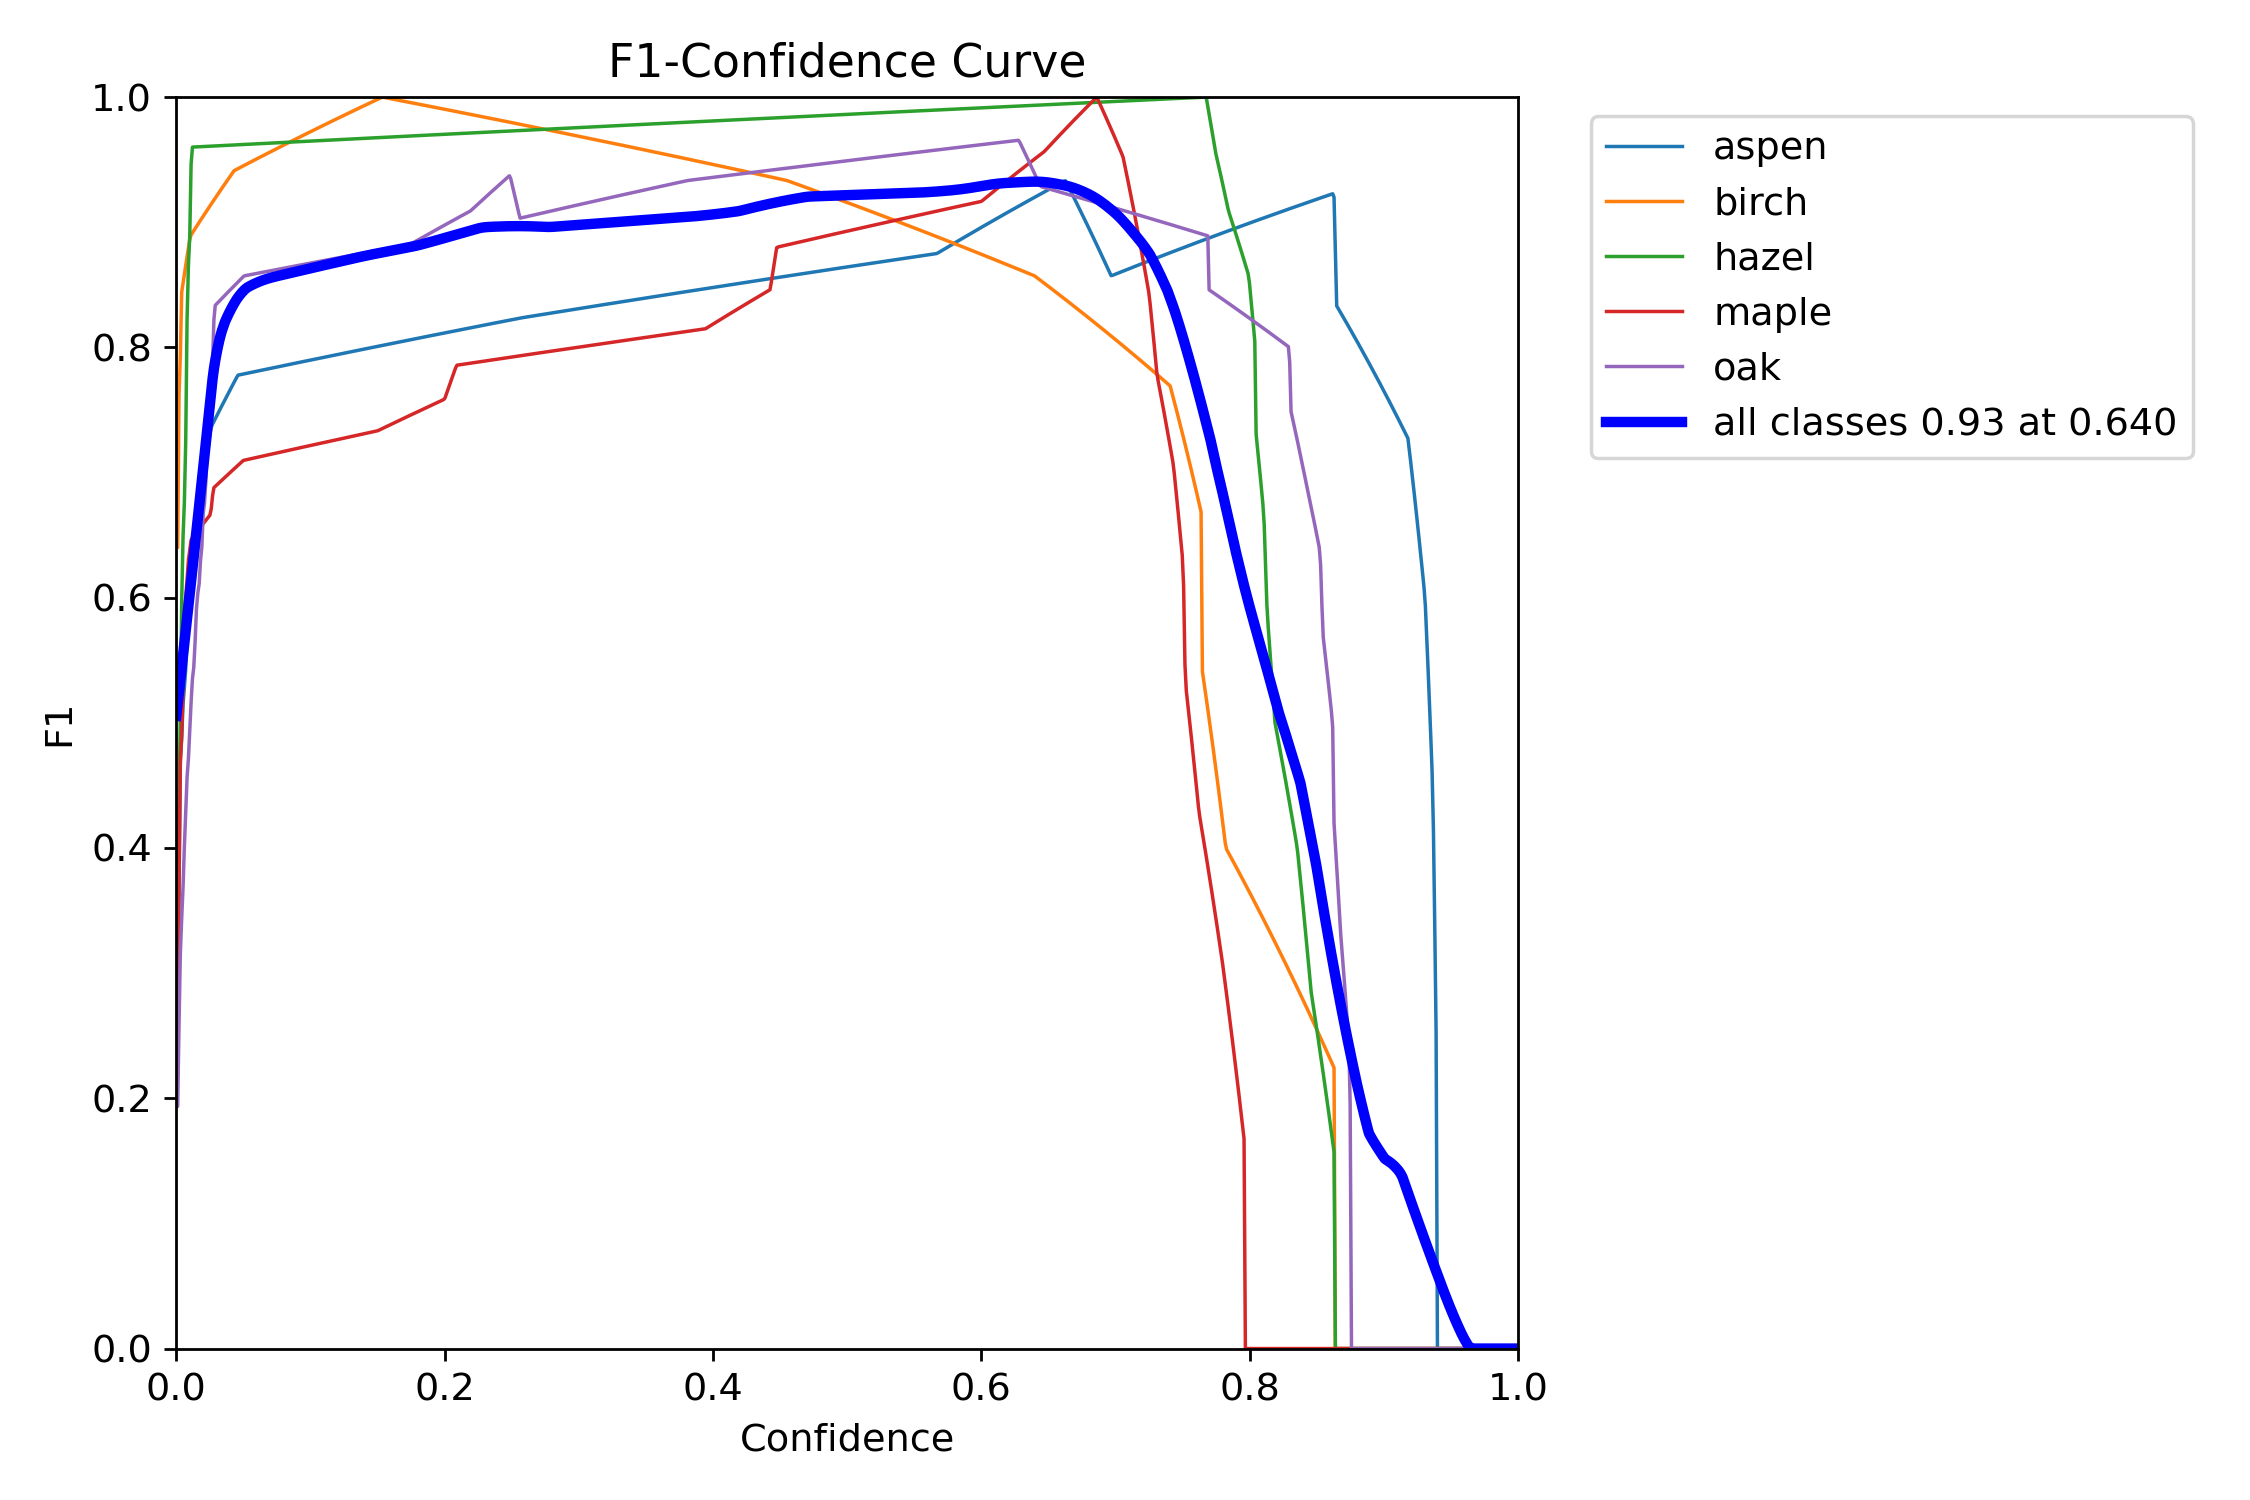 F1-Confidence Curve
1.0
0.8
0.6
0.4
0.2
0.0
F1
0.0 0.2 0.4 0.6 0.8 1.0
Confidence
aspen
birch
hazel
maple
oak
all classes 0.93 at 0.640